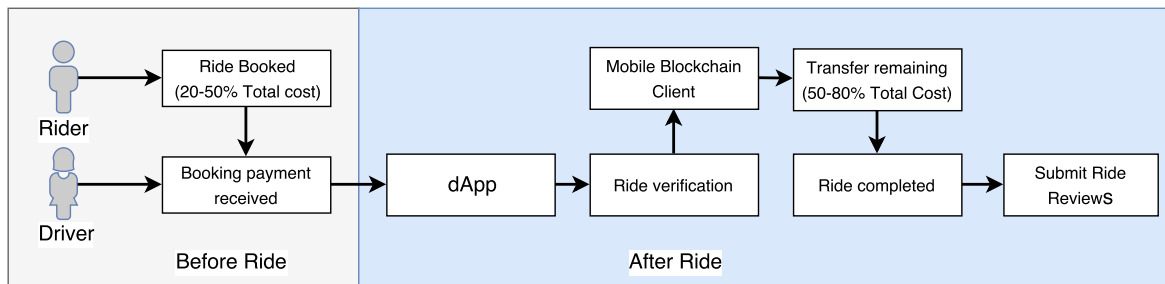 Rider
Ride Booked
(20-50% Total cost)
Driver
Booking payment
received
Before Ride
dApp
Ride verification
Mobile Blockchain
Client
Transfer remaining
(50-80% Total Cost)
Ride completed
Submit Ride
Reviews
After Ride